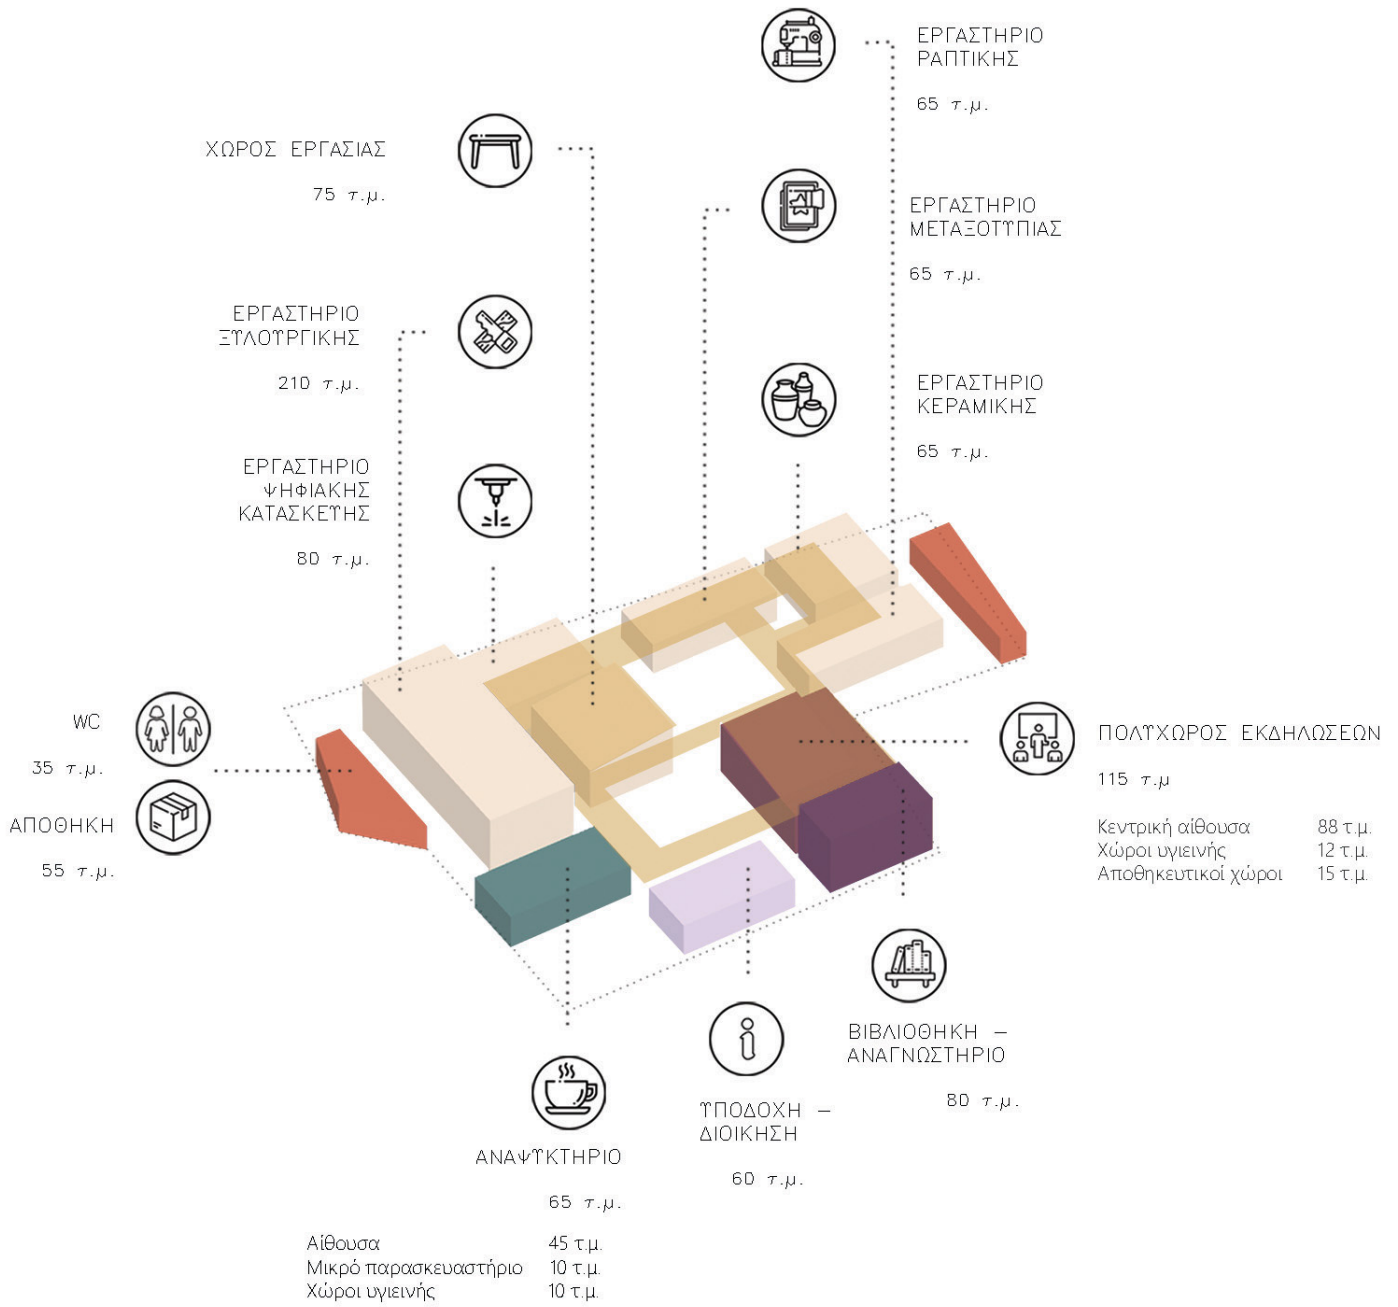 ΕΡΓΑΣΤΗΡΙΟ
ΡΑΠΤΙΚΗΣ
65 τ.μ.
ΧΩΡΟΣ ΕΡΓΑΣΙΑΣ
75 τ.μ.
ΕΡΓΑΣΤΗΡΙΟ
ΜΕΤΑΞΟΤΥΠΙΑΣ
65 τ.μ.
ΕΡΓΑΣΤΗΡΙΟ
ΞΥΛΟΥΡΓΙΚΗΣ
210 τ.μ.
ΕΡΓΑΣΤΗΡΙΟ
ΚΕΡΑΜΙΚΗΣ
65 τ.μ.
ΕΡΓΑΣΤΗΡΙΟ
ΨΗΦΙΑΚΗΣ
ΚΑΤΑΣΚΕΥΗΣ
80 τ.μ.
WC
35 τ.μ.
ΑΠΟΘΗΚΗ
55 τ.μ.
ΠΟΛΥΧΩΡΟΣ ΕΚΔΗΛΩΣΕΩΝ
115 τ.μ
Κεντρική αίθουσα 88 τ.μ.
Χώροι υγιεινής 12 τ.μ.
Αποθηκευτικοί χώροι 15 τ.μ.
ΒΙΒΛΙΟΘΗΚΗ –
ΑΝΑΓΝΩΣΤΗΡΙΟ
80 τ.μ.
ΥΠΟΔΟΧΗ –
ΔΙΟΙΚΗΣΗ
60 τ.μ.
ΑΝΑΨΥΚΤΗΡΙΟ
65 τ.μ.
Αίθουσα 45 τ.μ.
Μικρό παρασκευαστήριο 10 τ.μ.
Χώροι υγιεινής 10 τ.μ.